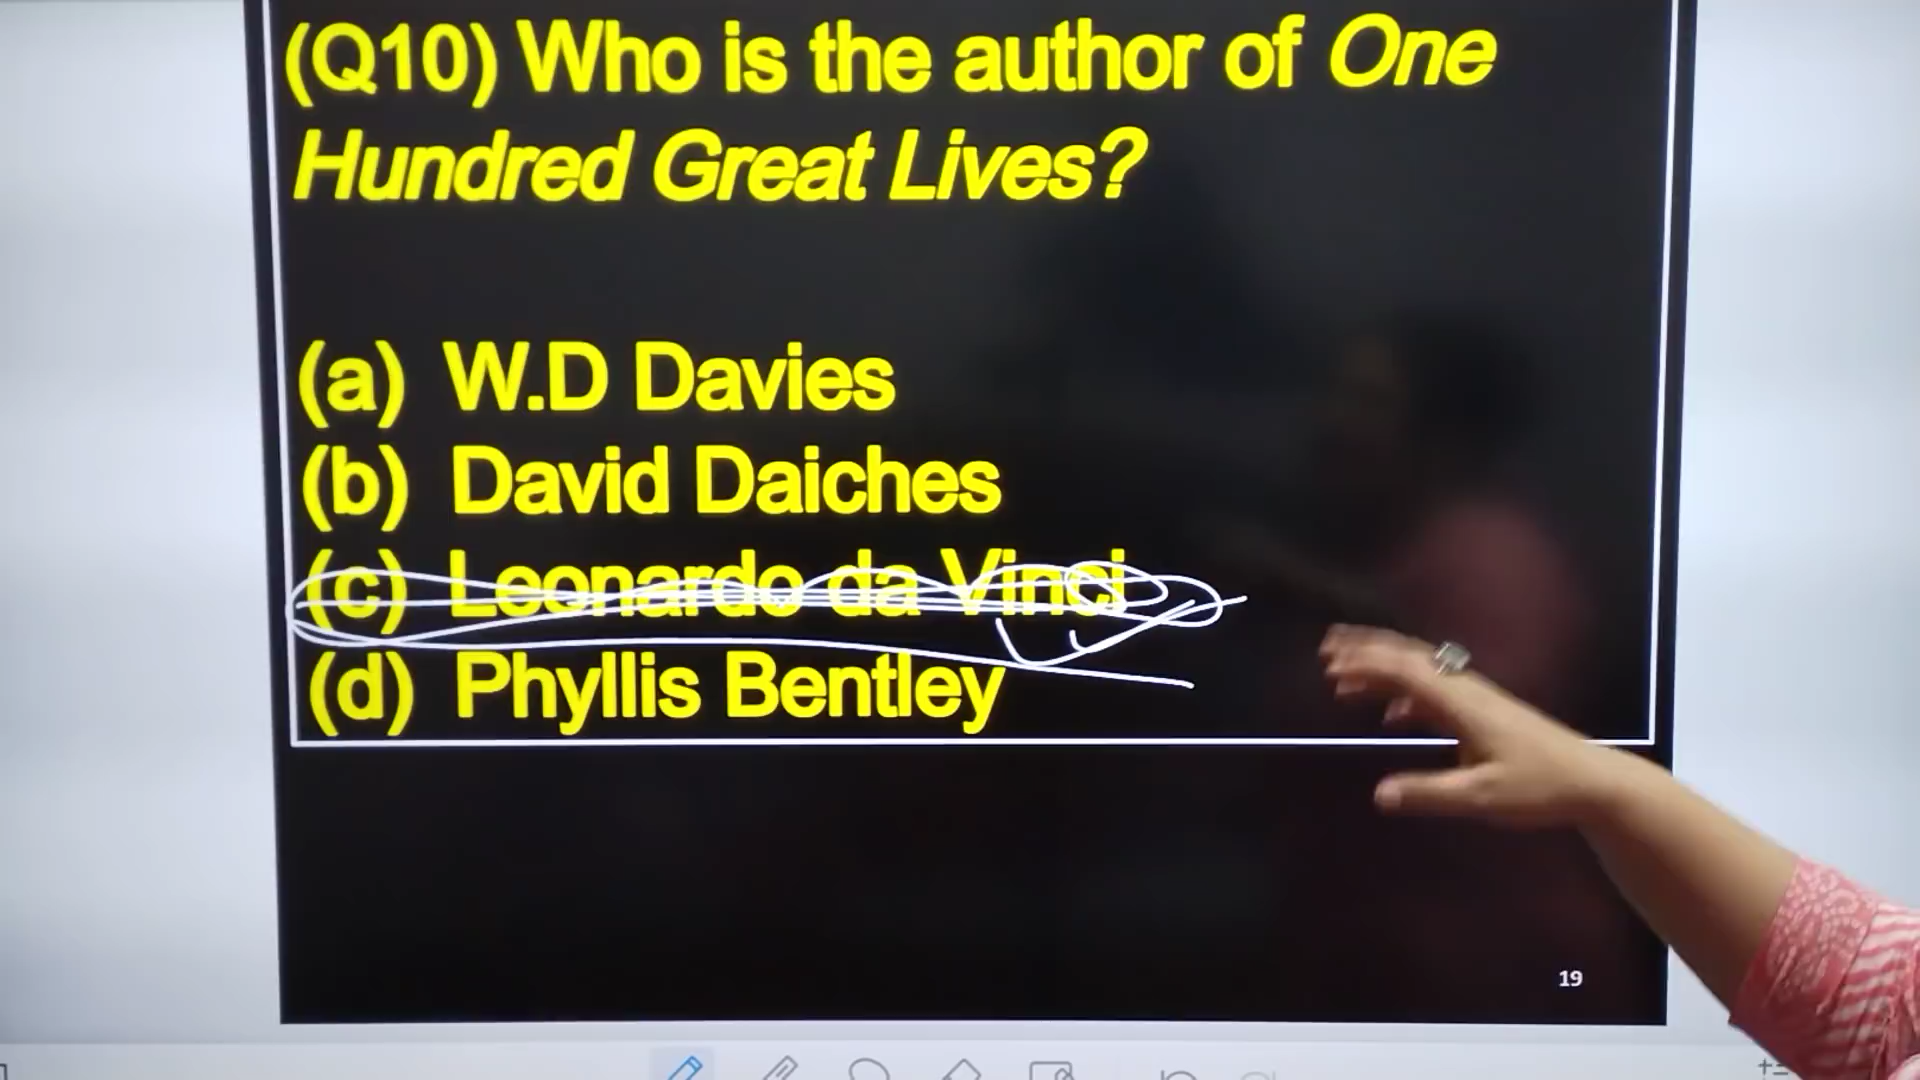 (Q10) Who is the author of One
Hundred Great Lives?
(a) W.D Davies
(b) David Daiches
(c) Leonardo da Vinci
(d) Phyllis Bentley
19